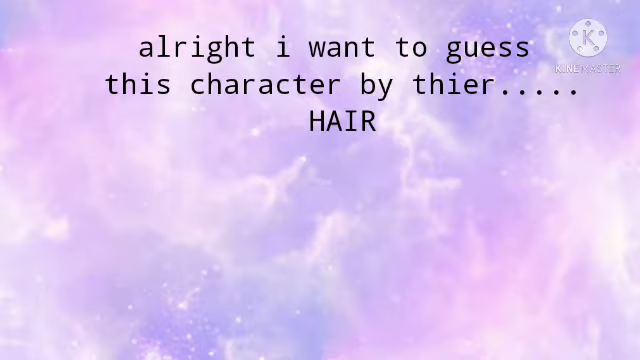 alright i want to guess
this character by thier.....
HAIR
K
KINEMASTER